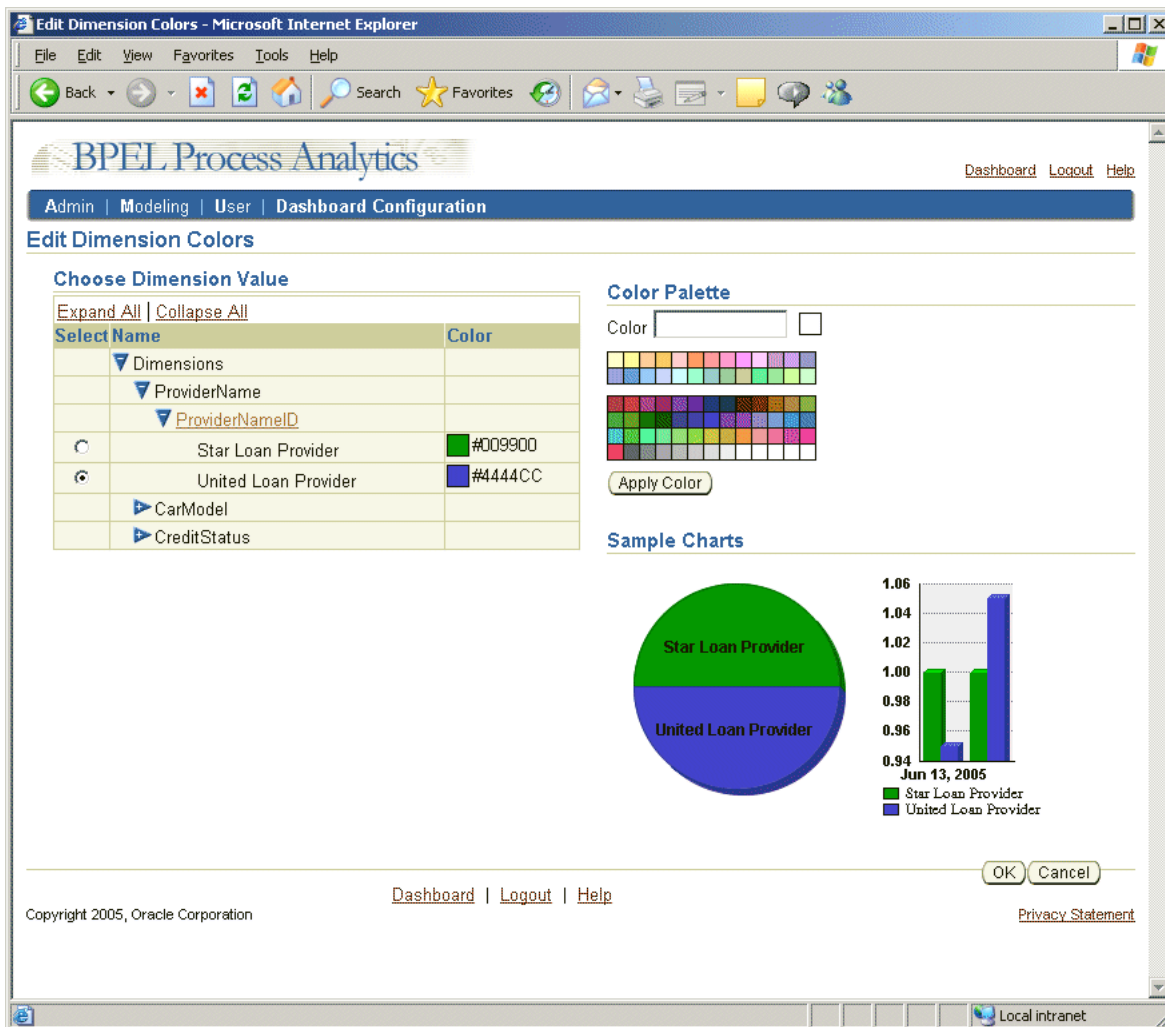 Edit Dimension Colors - Microsoft Internet Explorer
File Edit View Favorites Tools Help
Back Search Favorites
BPEL Process Analytics
Dashboard Logout Help
Admin | Modeling | User | Dashboard Configuration
Edit Dimension Colors
Choose Dimension Value
Expand All | Collapse All
Select Name Color
Dimensions
ProviderName
ProviderNameID
Star Loan Provider #009900
United Loan Provider #4444CC
CarModel
CreditStatus
Color Palette
Color
Apply Color
Sample Charts
Star Loan Provider
United Loan Provider
1.06
1.04
1.02
1.00
0.98
0.96
0.94
Jun 13, 2005
Star Loan Provider
United Loan Provider
OK Cancel
Dashboard | Logout | Help
Copyright 2005, Oracle Corporation
Privacy Statement
Local intranet